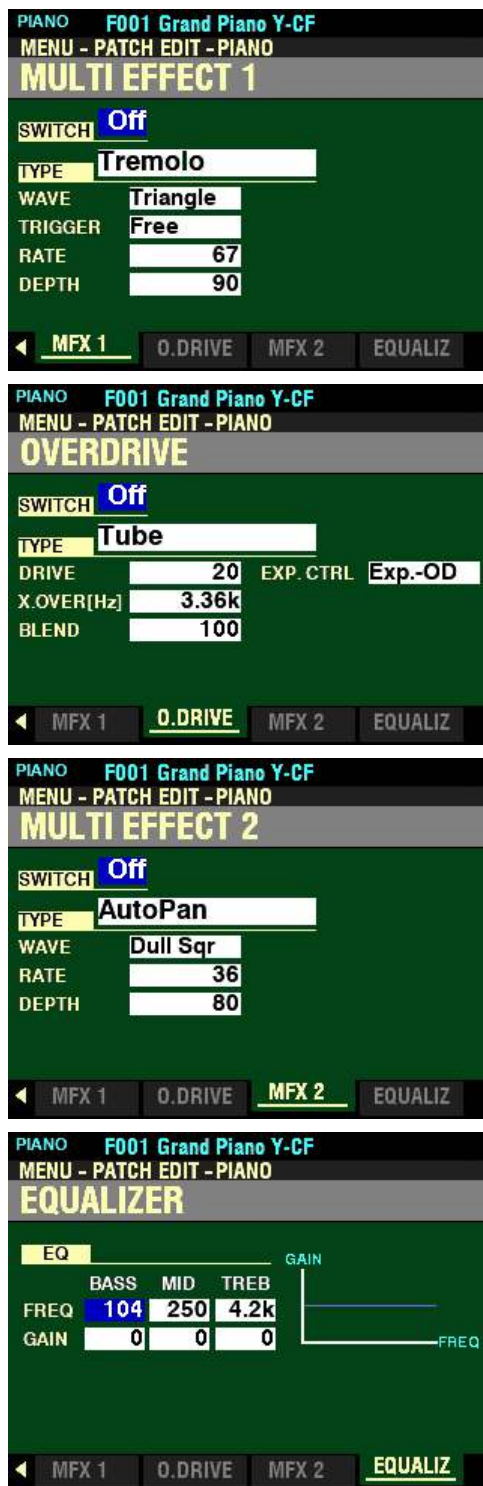 PIANO F001 Grand Piano Y-CF
MENU - PATCH EDIT - PIANO
MULTI EFFECT 1
SWITCH Off
TYPE Tremolo
WAVE Triangle
TRIGGER Free
RATE 67
DEPTH 90
MFX 1 O.DRIVE MFX 2 EQUALIZ
PIANO F001 Grand Piano Y-CF
MENU - PATCH EDIT - PIANO
OVERDRIVE
SWITCH Off
TYPE Tube
DRIVE 20 EXP. CTRL Exp.-OD
X.OVER[Hz] 3.36k
BLEND 100
MFX 1 O.DRIVE MFX 2 EQUALIZ
PIANO F001 Grand Piano Y-CF
MENU - PATCH EDIT - PIANO
MULTI EFFECT 2
SWITCH Off
TYPE AutoPan
WAVE Dull Sqr
RATE 36
DEPTH 80
MFX 1 O.DRIVE MFX 2 EQUALIZ
PIANO F001 Grand Piano Y-CF
MENU - PATCH EDIT - PIANO
EQUALIZER
EQ GAIN
BASS MID TREB
FREQ 104 250 4.2k
GAIN 0 0 0 FREQ
MFX 1 O.DRIVE MFX 2 EQUALIZ